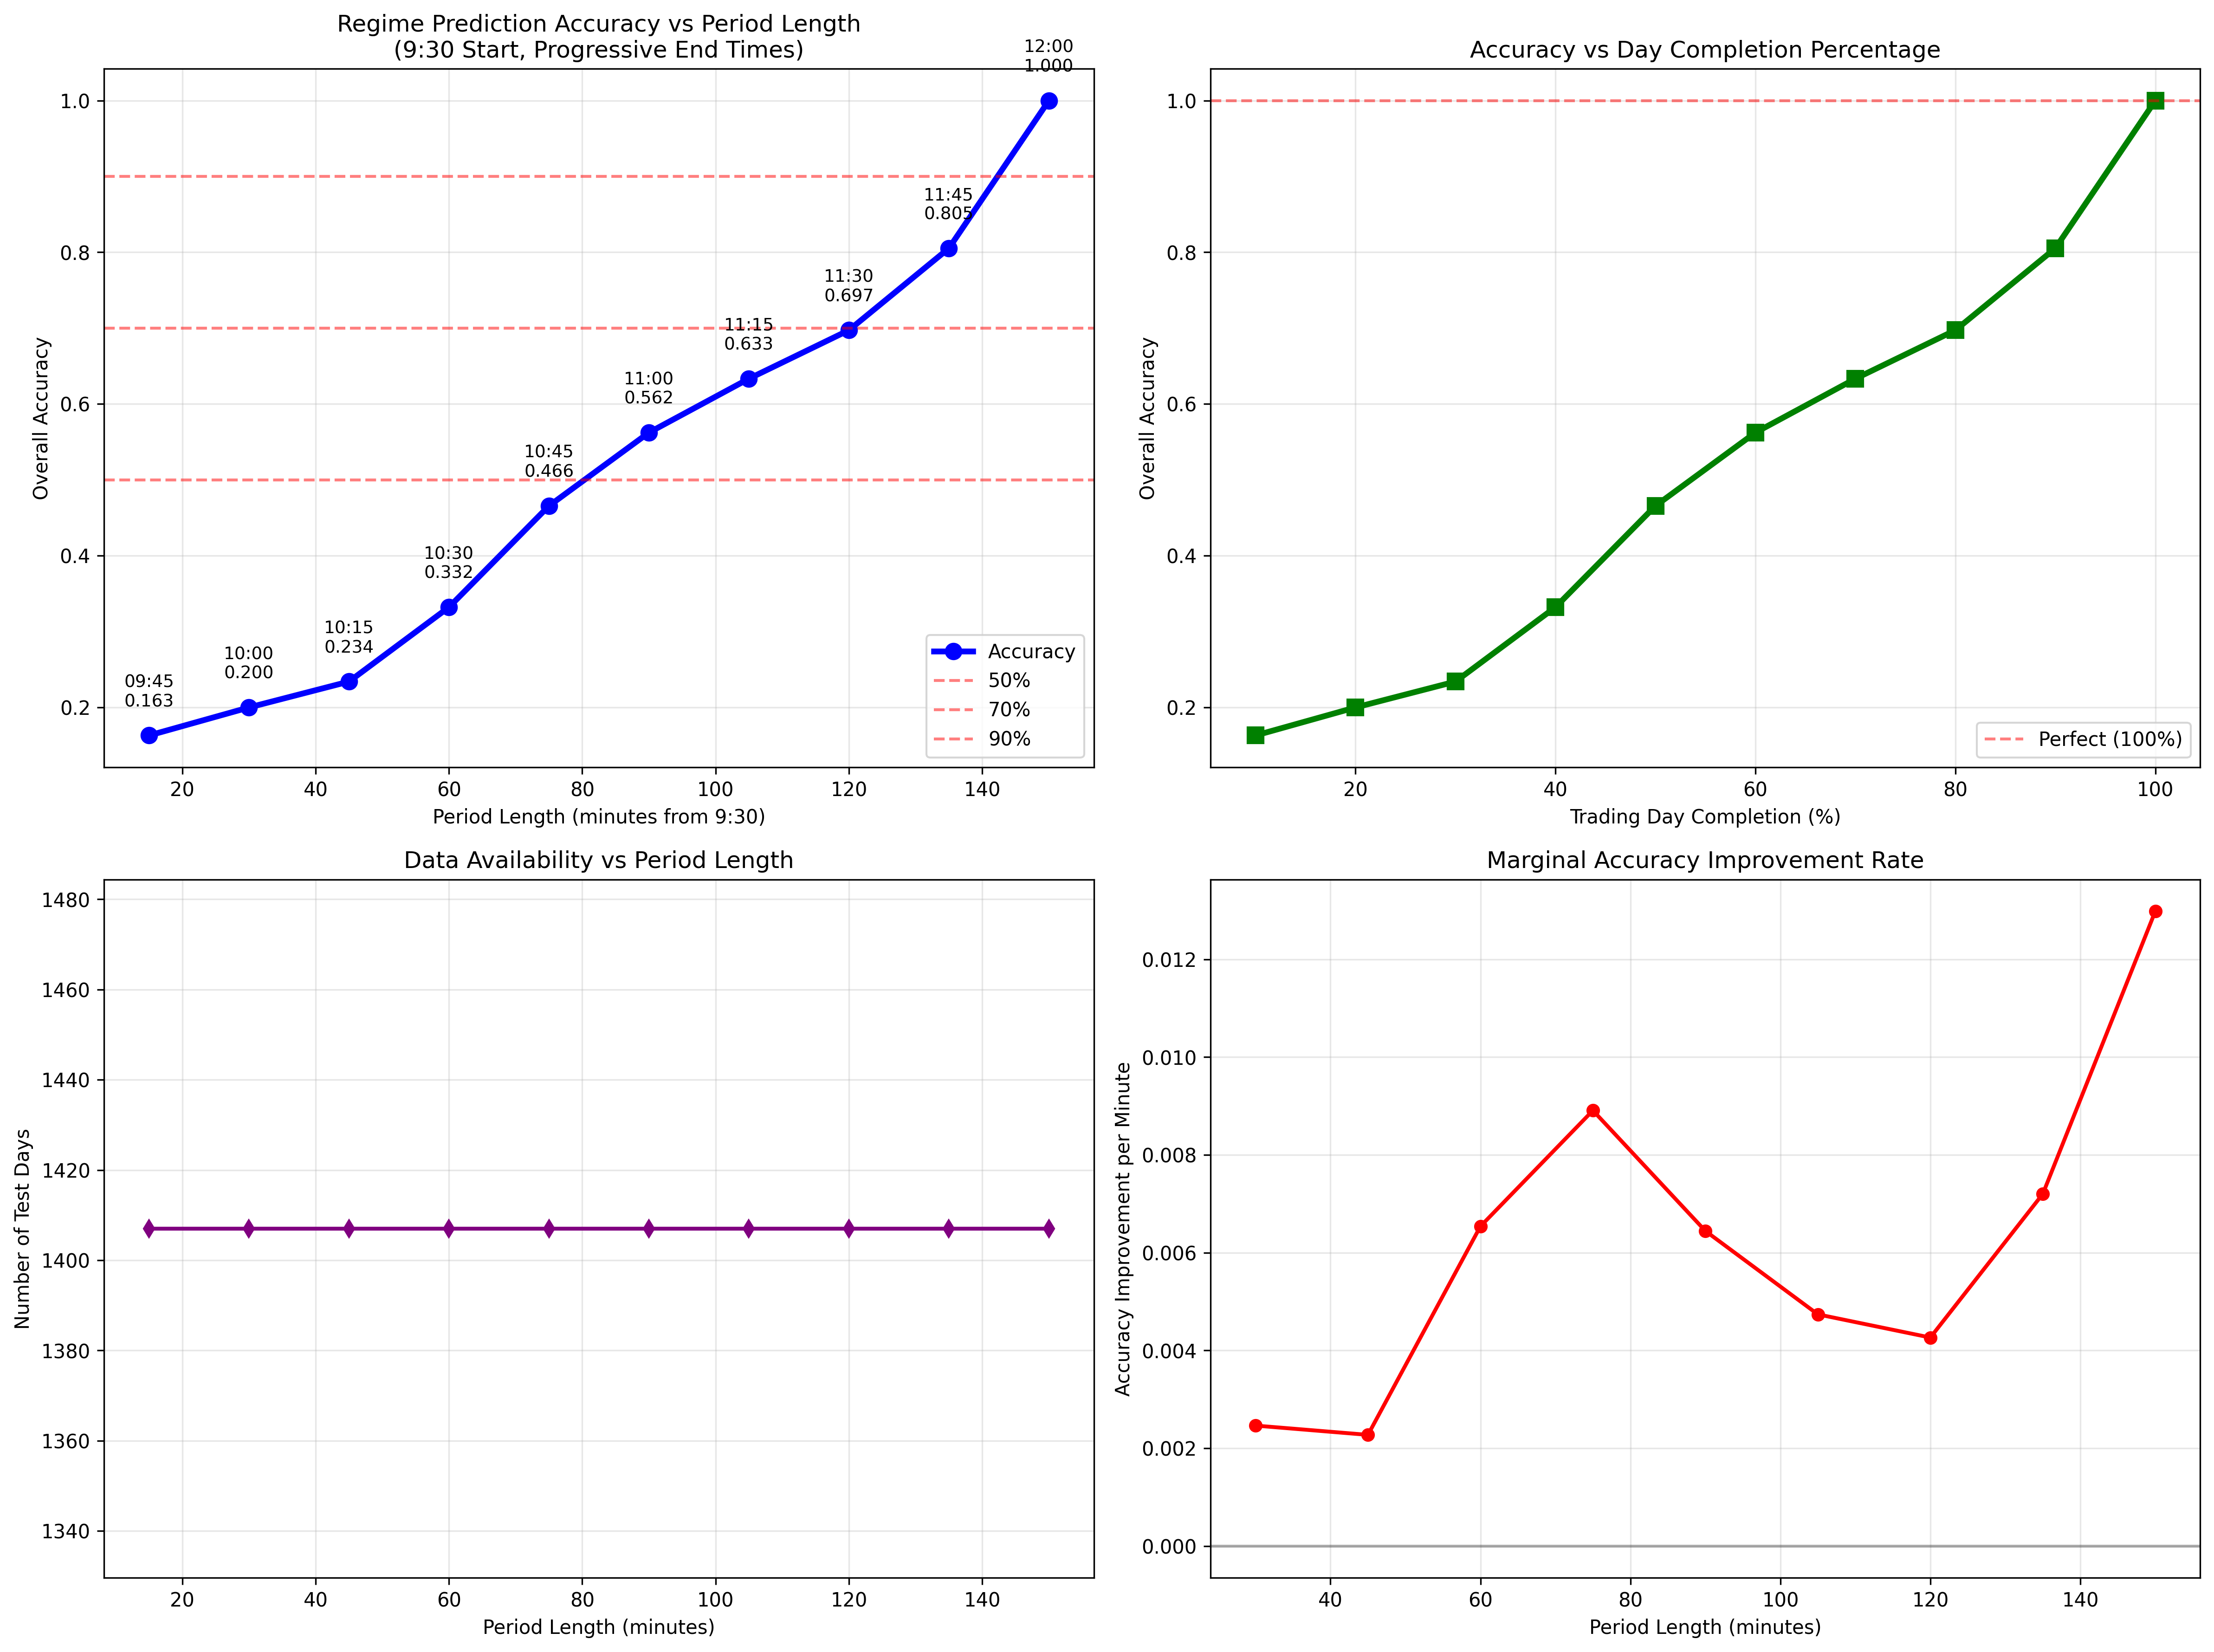 Regime Prediction Accuracy vs Period Length
(9:30 Start, Progressive End Times)
12:00
1.000
11:45
0.805
11:30
0.697
11:15
0.633
11:00
0.562
10:45
0.466
10:30
0.332
10:15
0.234
10:00
0.200
09:45
0.163
1.0
0.8
0.6
0.4
0.2
Overall Accuracy
Accuracy
50%
70%
90%
20 40 60 80 100 120 140
Period Length (minutes from 9:30)
Accuracy vs Day Completion Percentage
1.0
0.8
0.6
0.4
0.2
Overall Accuracy
Perfect (100%)
20 40 60 80 100
Trading Day Completion (%)
Data Availability vs Period Length
1480
1460
1440
1420
1400
1380
1360
1340
Number of Test Days
20 40 60 80 100 120 140
Period Length (minutes)
Marginal Accuracy Improvement Rate
0.012
0.010
0.008
0.006
0.004
0.002
0.000
Accuracy Improvement per Minute
40 60 80 100 120 140
Period Length (minutes)